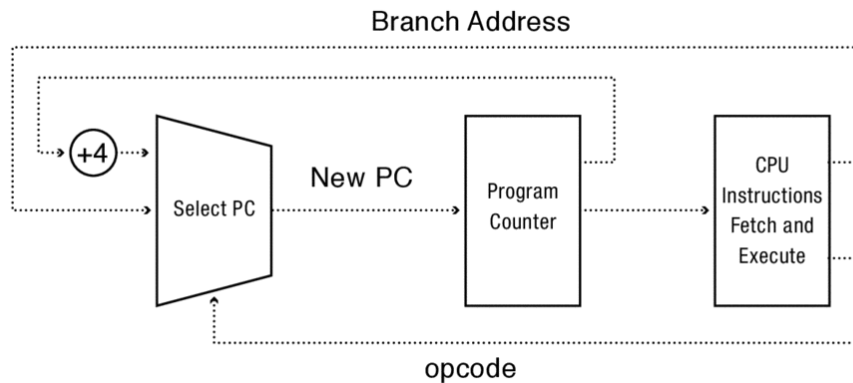 Branch Address
+4
Select PC
New PC
Program
Counter
CPU
Instructions
Fetch and
Execute
opcode